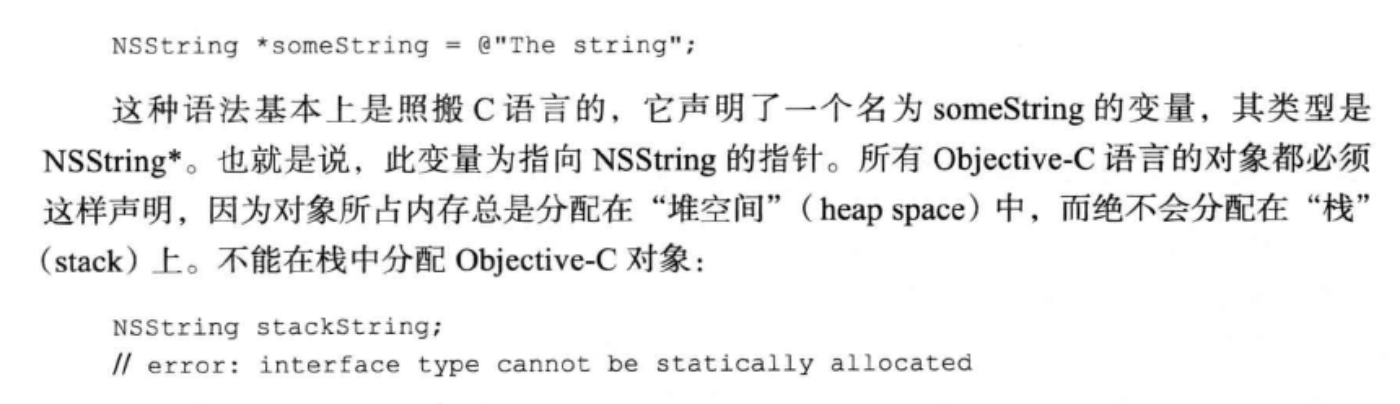 NSString *someString = @"The string";
这种语法基本上是照搬 C 语言的，它声明了一个名为 someString 的变量，其类型是
NSString*。也就是说，此变量为指向 NSString 的指针。所有 Objective-C 语言的对象都必须
这样声明，因为对象所占内存总是分配在“堆空间”（heap space）中，而绝不会分配在“栈”
（stack）上。不能在栈中分配 Objective-C 对象：
NSString stackString;
// error: interface type cannot be statically allocated